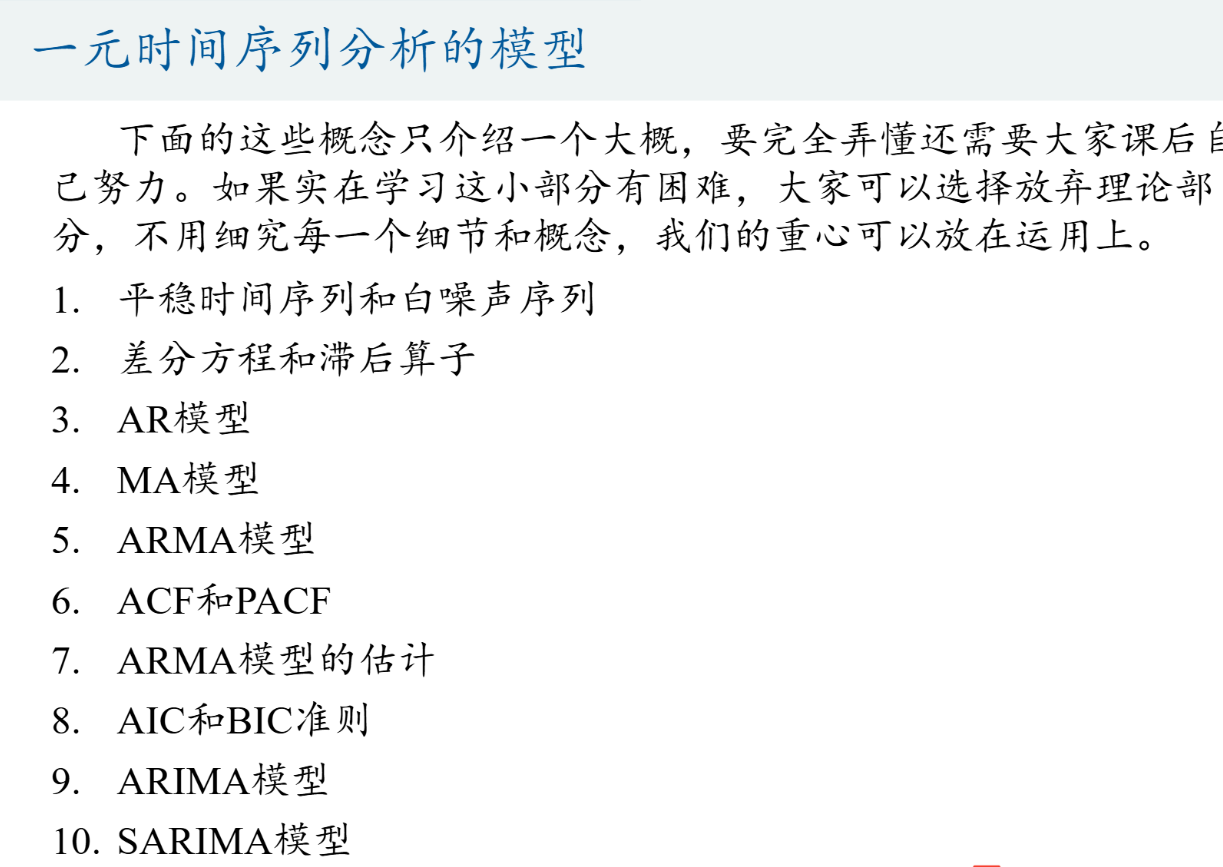 一元时间序列分析的模型
下面的这些概念只介绍一个大概，要完全弄懂还需要大家课后自
己努力。如果实在学习这小部分有困难，大家可以选择放弃理论部
分，不用细究每一个细节和概念，我们的重心可以放在运用上。
1. 平稳时间序列和白噪声序列
2. 差分方程和滞后算子
3. AR模型
4. MA模型
5. ARMA模型
6. ACF和PACF
7. ARMA模型的估计
8. AIC和BIC准则
9. ARIMA模型
10. SARIMA模型